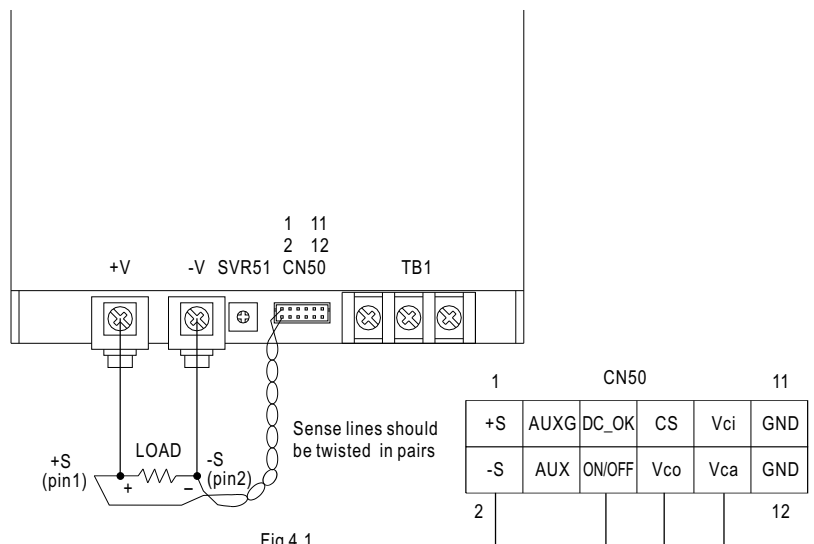 1 11
2 12
+V -V SVR51 CN50 TB1
Sense lines should
be twisted in pairs
LOAD
+S
(pin1)
-S
(pin2)
+ −
Fig 4.1
CN50
1 11
+S AUXG DC_OK CS Vci GND
-S AUX ON/OFF Vco Vca GND
2 12